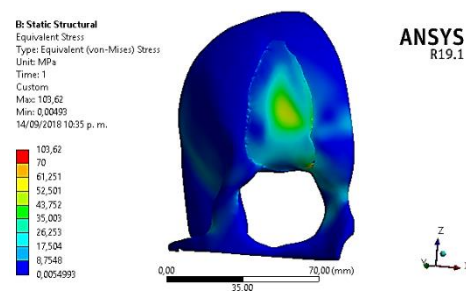 B: Static Structural
Equivalent Stress
Type: Equivalent (von-Mises) Stress
Unit: MPa
Time: 1
Custom
Max: 103,62
Min: 0,00493
14/09/2018 10:35 p. m.
103,62
70
61,251
52,501
43,752
35,003
26,253
17,504
8,7548
0,0054993
ANSYS
R19.1
0,00
70,00 (mm)
35,00
Z
Y
X